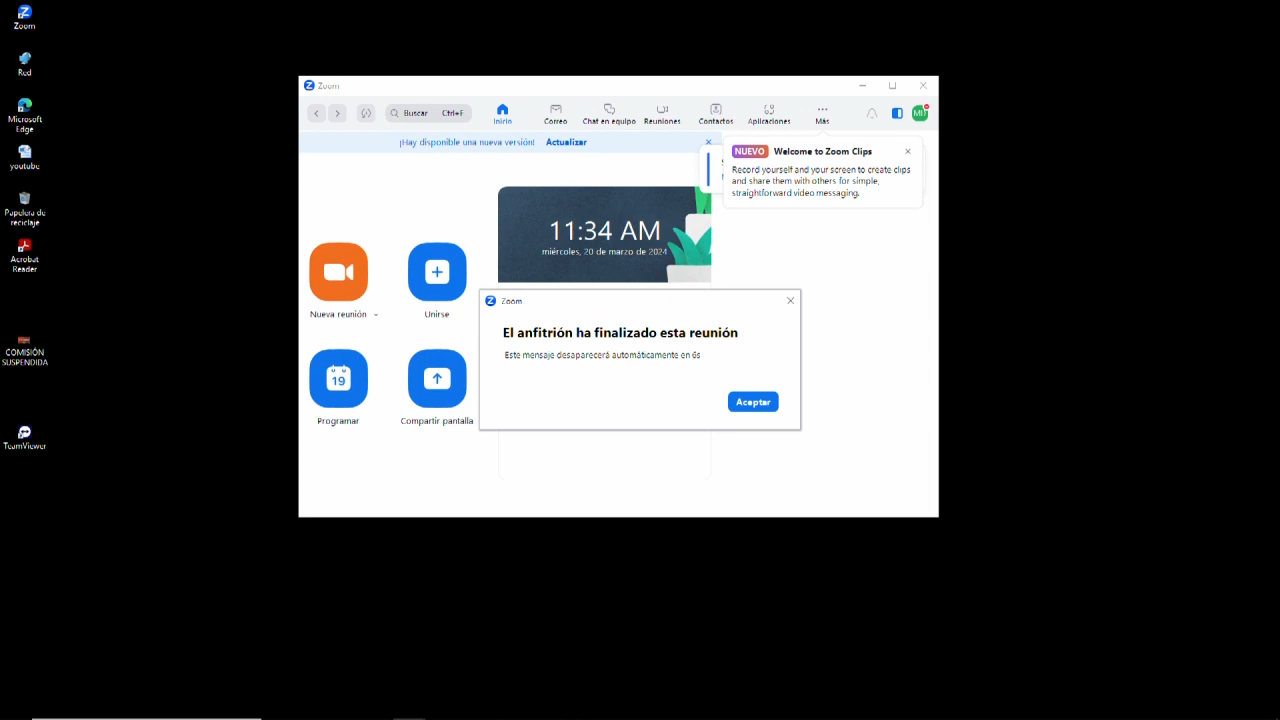 Zoom
Red
Microsoft
Edge
youtube
Papelera de
reciclaje
Acrobat
Reader
COMISIÓN
SUSPENDIDA
TeamViewer
Zoom
Buscar Ctrl+F
Inicio
Correo
Chat en equipo
Reuniones
Contactos
Aplicaciones
Más
MU
¡Hay disponible una nueva versión! Actualizar
NUEVO Welcome to Zoom Clips
Record yourself and your screen to create clips
and share them with others for simple,
straightforward video messaging.
11:34 AM
miércoles, 20 de marzo de 2024
Nueva reunión
Unirse
19
Programar
Compartir pantalla
Zoom
El anfitrión ha finalizado esta reunión
Este mensaje desaparecerá automáticamente en 6s
Aceptar